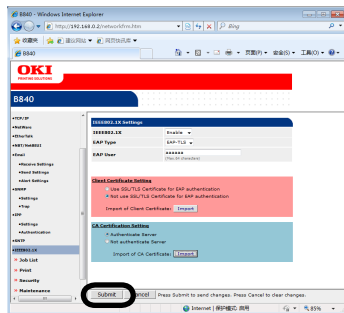 B840 - Windows Internet Explorer
http://192.168.0.2/networkfrm.htm
Bing
收藏夹
建议网站
网页快讯库
B840
页面(P)
安全(S)
工具(O)
OKI
PRINTING SOLUTIONS
B840
TCP/IP
NetWare
EtherTalk
NBT/NetBEUI
Email
Receive Settings
Send Settings
Alert Settings
SNMP
Settings
Trap
IPP
Settings
Authentication
SNTP
IEEE802.1X
Job List
Print
Security
Maintenance
IEEE802.1X Settings
IEEE802.1X Enable
EAP Type EAP-TLS
EAP User xxxxxx
(Max 64 characters)
Client Certificate Setting
Use SSL/TLS Certificate for EAP authentication
Not use SSL/TLS Certificate for EAP authentication
Import of Client Certificate: Import
CA Certification Setting
Authenticate Server
Not authenticate Server
Import of CA Certificate: Import
Submit Cancel Press Submit to send changes. Press Cancel to clear changes.
Internet | 保护模式: 启用
85%